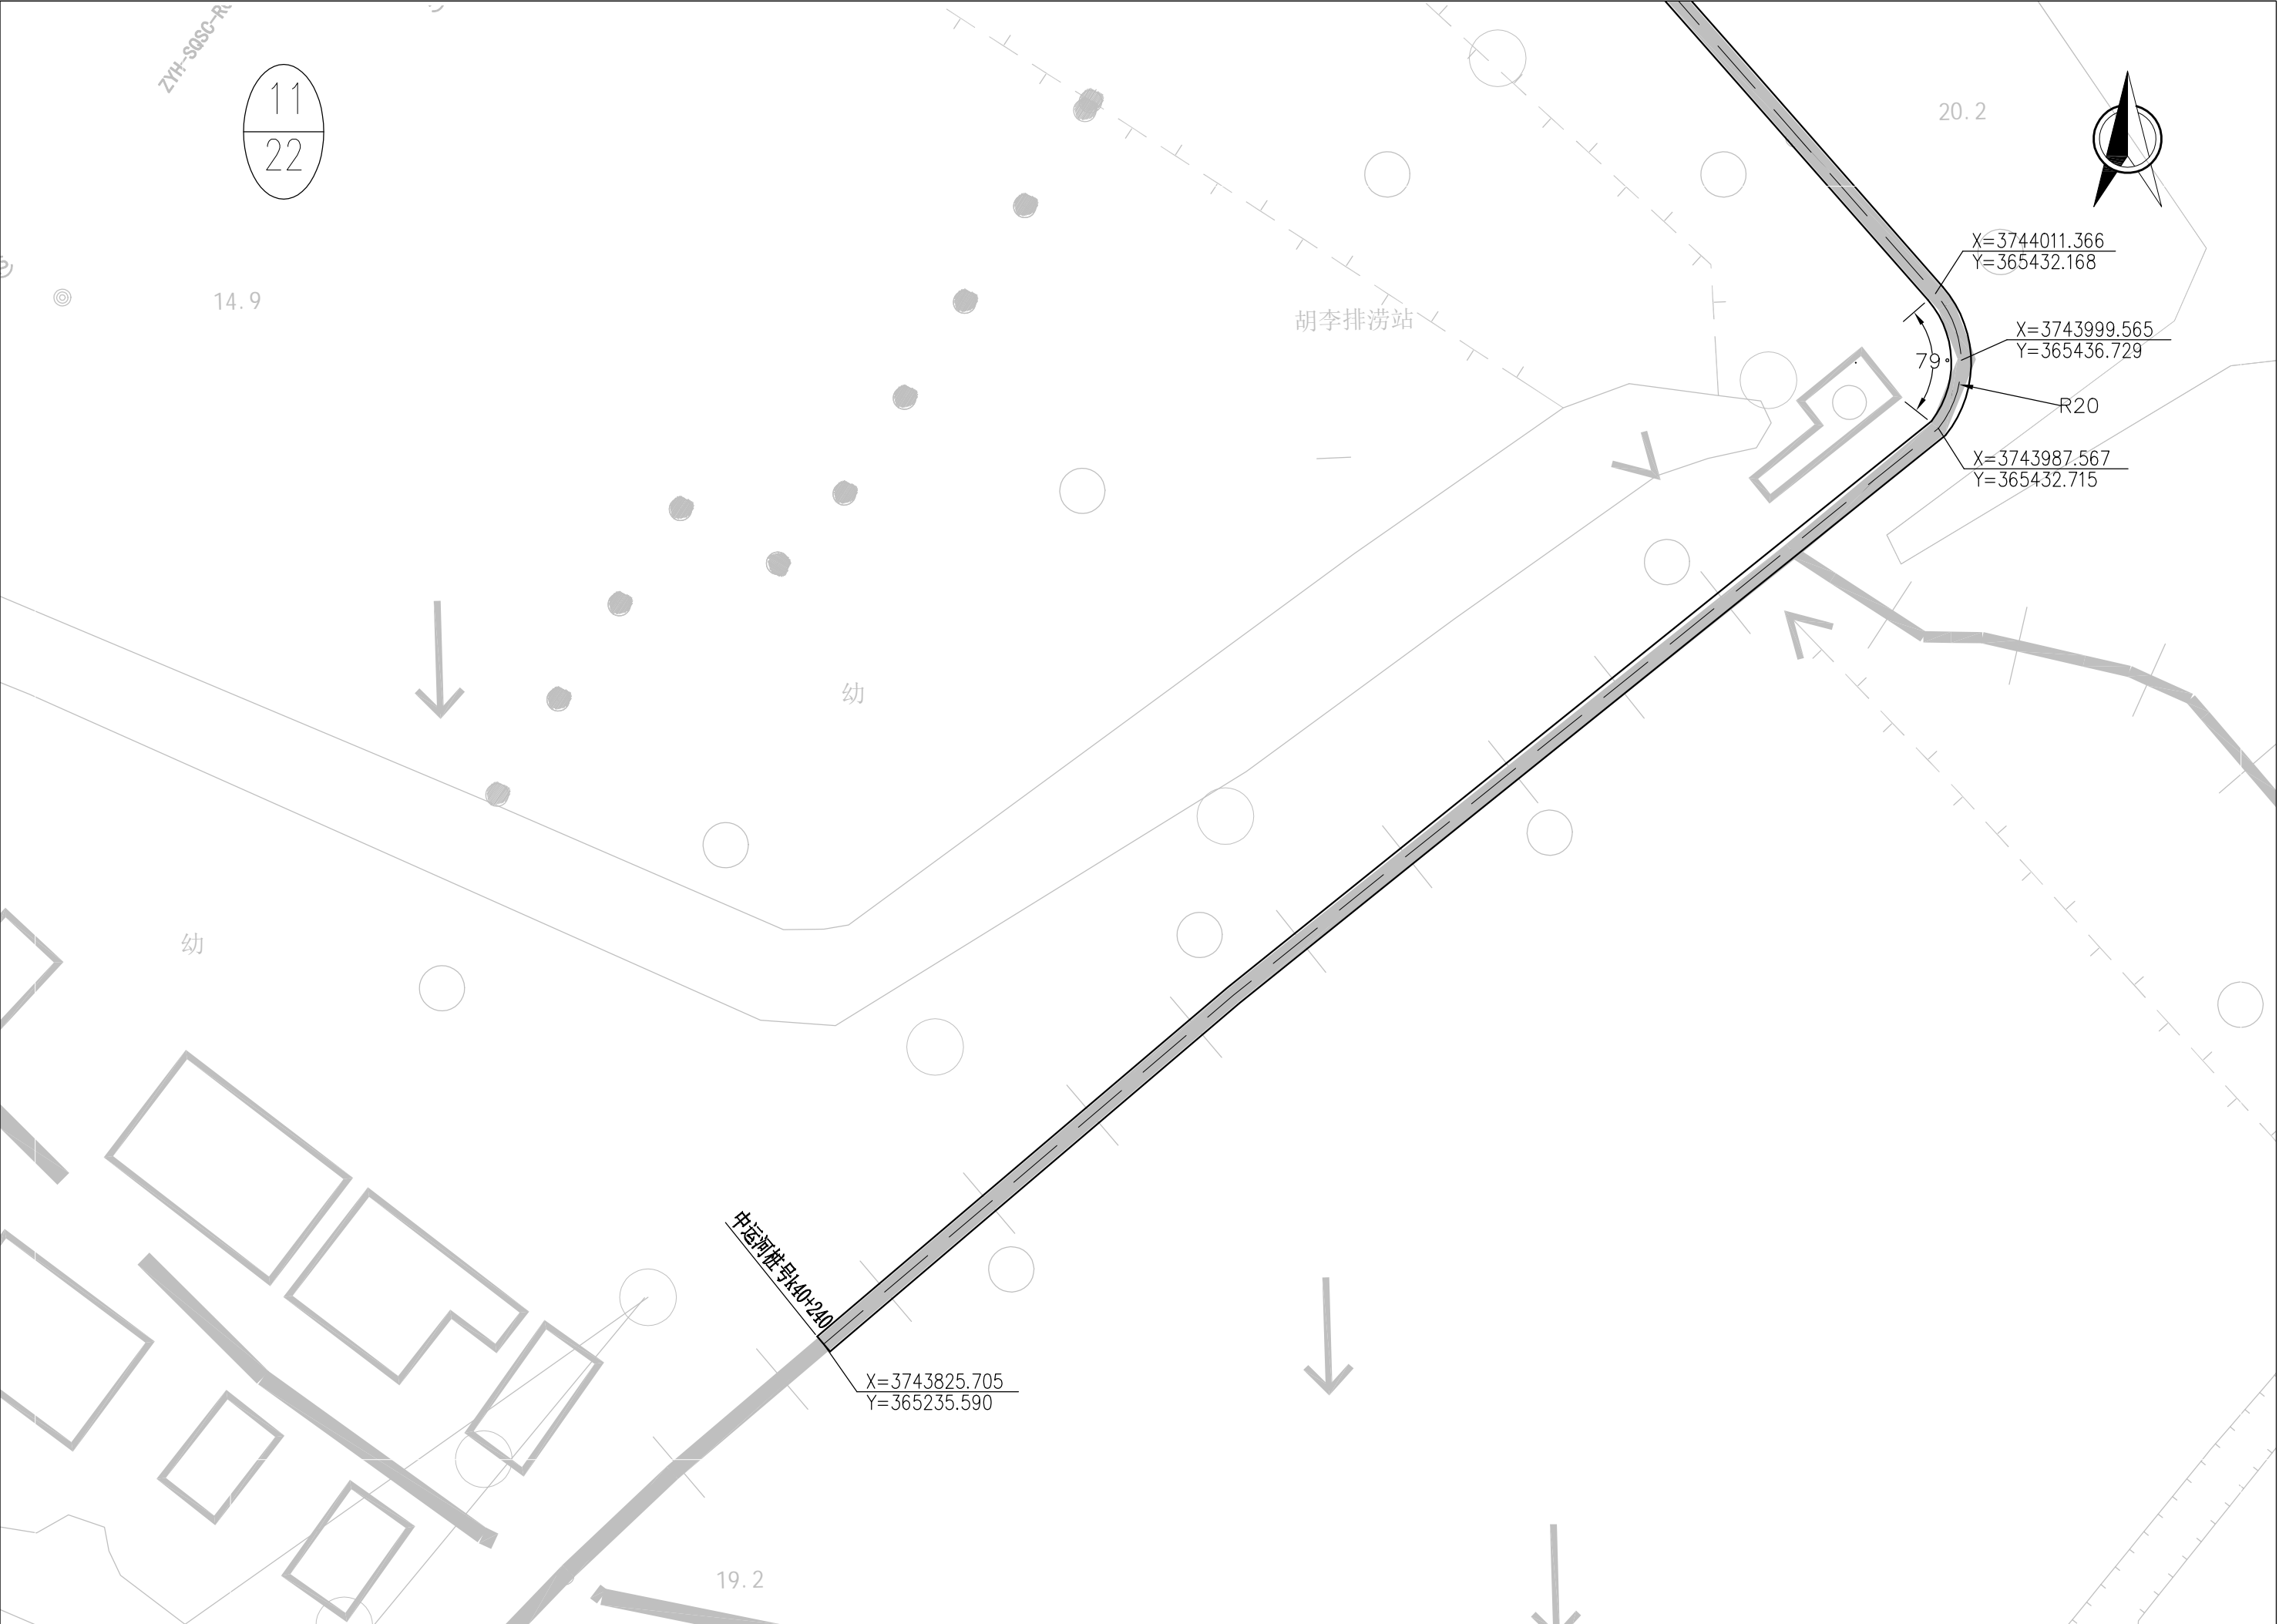 ZYH-SQSC-R
11
22
20.2
X=3744011.366
Y=365432.168
14.9
胡李排涝站
X=3743999.565
Y=365436.729
79°
R20
X=3743987.567
Y=365432.715
幼
幼
中运河桩号k40+240
X=3743825.705
Y=365235.590
19.2